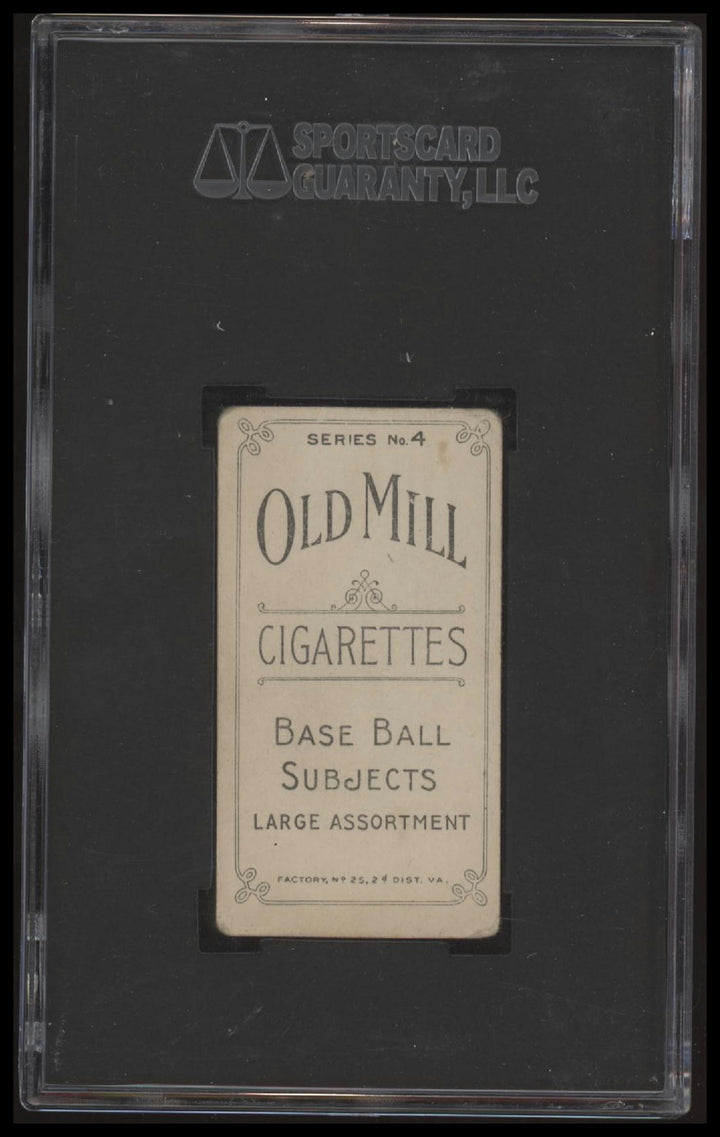 SPORTSCARD
GUARANTY, LLC
SERIES No. 4
OLD MILL
CIGARETTES
BASE BALL
SUBJECTS
LARGE ASSORTMENT
FACTORY, Nº 25, 2d DIST. VA.